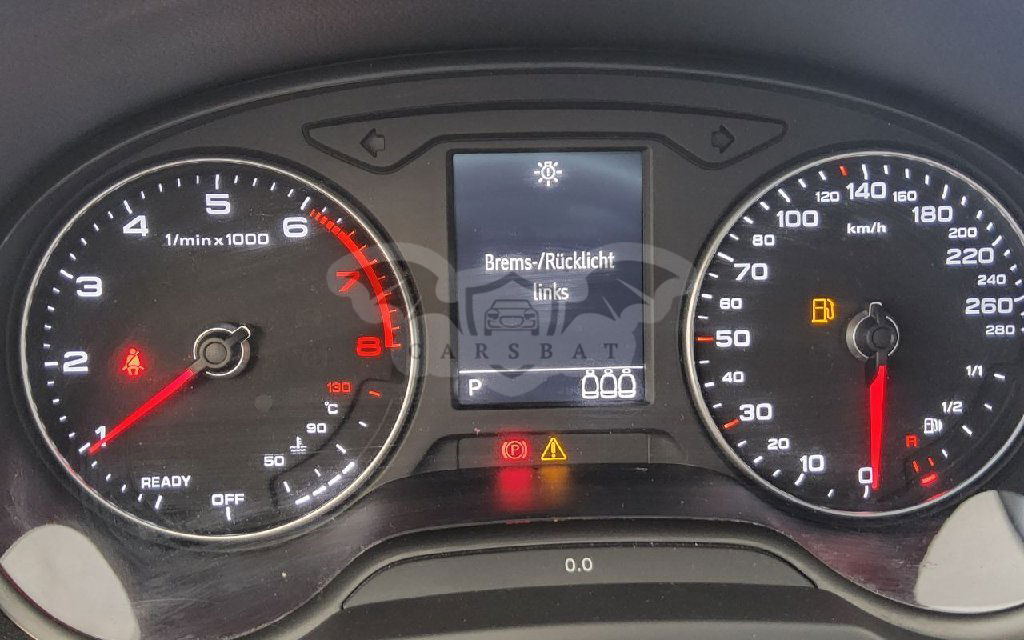 1 2 3 4 5 6 7 8
1/min x 1000
130
°C
90
50
READY
OFF
Brems-/Rücklicht
links
CARSBAT
P
P
0.0
0 10 20 30 40 50 60 70 80 100 120 140 160 180 200 220 240 260 280
km/h
1/1
1/2
R